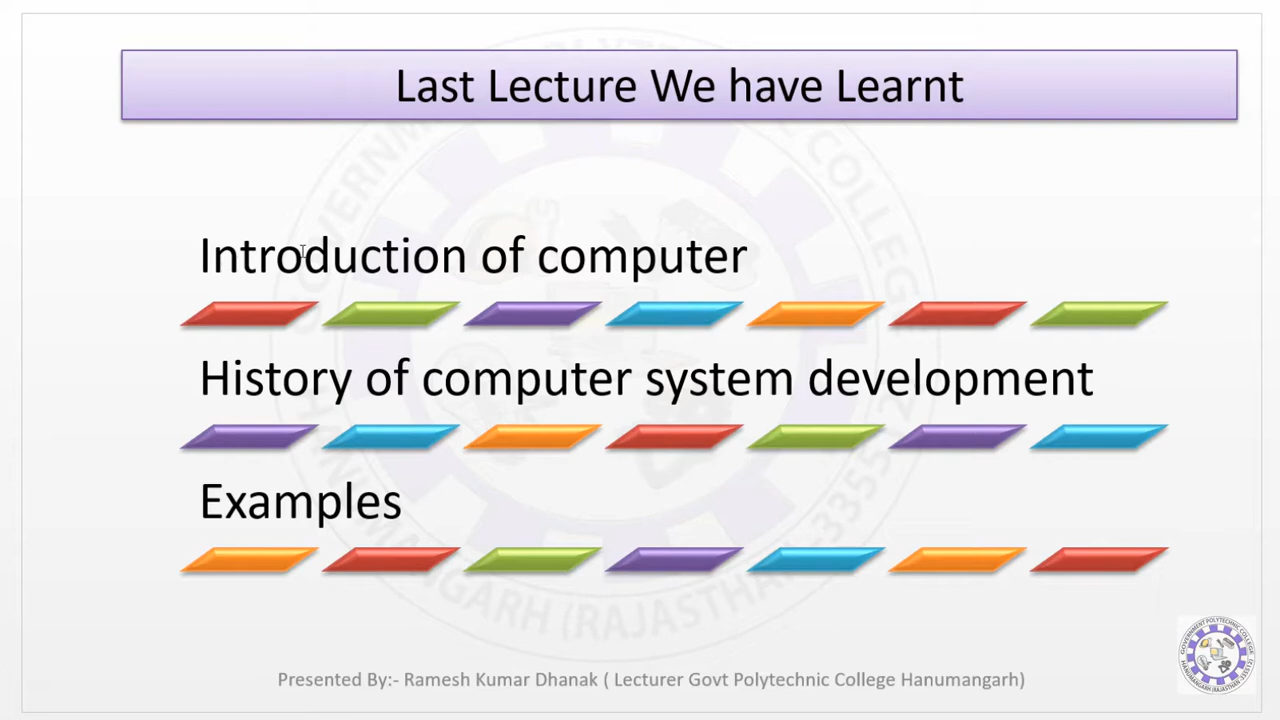 Last Lecture We have Learnt
Introduction of computer
History of computer system development
Examples
Presented By:- Ramesh Kumar Dhanak ( Lecturer Govt Polytechnic College Hanumangarh)